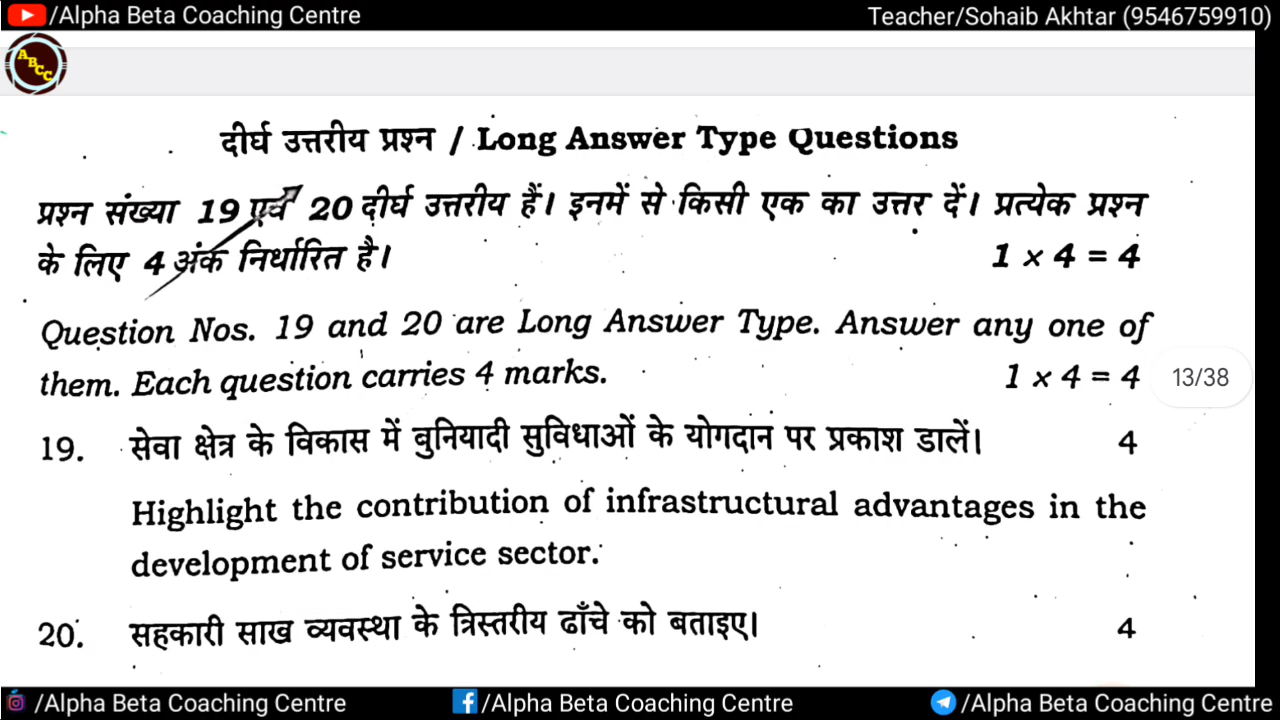 /Alpha Beta Coaching Centre
Teacher/Sohaib Akhtar (9546759910)
ABCC
दीर्घ उत्तरीय प्रश्न / Long Answer Type Questions
प्रश्न संख्या 19 एवं 20 दीर्घ उत्तरीय हैं। इनमें से किसी एक का उत्तर दें। प्रत्येक प्रश्न
के लिए 4 अंक निर्धारित है। 1 × 4 = 4
Question Nos. 19 and 20 are Long Answer Type. Answer any one of
them. Each question carries 4 marks. 1 × 4 = 4
13/38
19. सेवा क्षेत्र के विकास में बुनियादी सुविधाओं के योगदान पर प्रकाश डालें। 4
Highlight the contribution of infrastructural advantages in the
development of service sector.
20. सहकारी साख व्यवस्था के त्रिस्तरीय ढाँचे को बताइए। 4
/Alpha Beta Coaching Centre
/Alpha Beta Coaching Centre
/Alpha Beta Coaching Centre